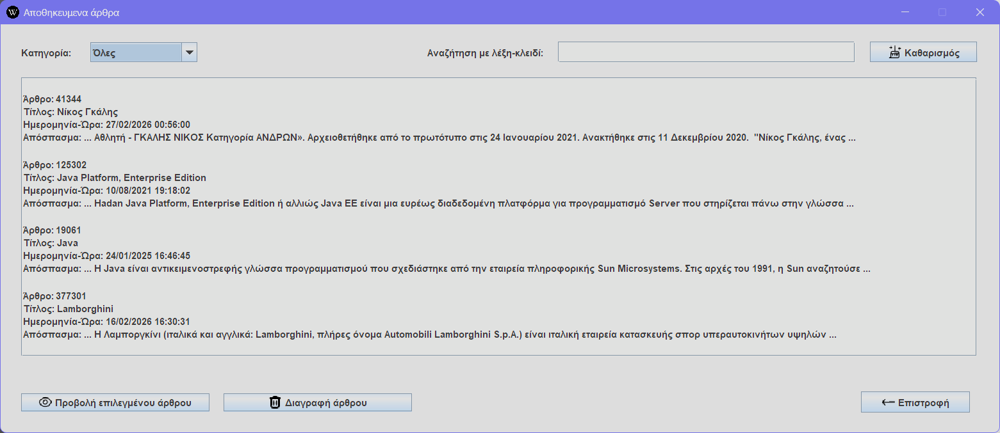 W Αποθηκευμενα άρθρα
Κατηγορία: Όλες Αναζήτηση με λέξη-κλειδί: Καθαρισμός
Άρθρο: 41344
Τίτλος: Νίκος Γκάλης
Ημερομηνία-Ώρα: 27/02/2026 00:56:00
Απόσπασμα: ... Αθλητή - ΓΚΑΛΗΣ ΝΙΚΟΣ Κατηγορία ΑΝΔΡΩΝ». Αρχειοθετήθηκε από το πρωτότυπο στις 24 Ιανουαρίου 2021. Ανακτήθηκε στις 11 Δεκεμβρίου 2020. "Νίκος Γκάλης, ένας ...
Άρθρο: 125302
Τίτλος: Java Platform, Enterprise Edition
Ημερομηνία-Ώρα: 10/08/2021 19:18:02
Απόσπασμα: ... Hadan Java Platform, Enterprise Edition ή αλλιώς Java EE είναι μια ευρέως διαδεδομένη πλατφόρμα για προγραμματισμό Server που στηρίζεται πάνω στην γλώσσα ...
Άρθρο: 19061
Τίτλος: Java
Ημερομηνία-Ώρα: 24/01/2025 16:46:45
Απόσπασμα: ... Η Java είναι αντικειμενοστρεφής γλώσσα προγραμματισμού που σχεδιάστηκε από την εταιρεία πληροφορικής Sun Microsystems. Στις αρχές του 1991, η Sun αναζητούσε ...
Άρθρο: 377301
Τίτλος: Lamborghini
Ημερομηνία-Ώρα: 16/02/2026 16:30:31
Απόσπασμα: ... Η Λαμποργκίνι (ιταλικά και αγγλικά: Lamborghini, πλήρες όνομα Automobili Lamborghini S.p.A.) είναι ιταλική εταιρεία κατασκευής σπορ υπεραυτοκινήτων υψηλών ...
Προβολή επιλεγμένου άρθρου Διαγραφή άρθρου Επιστροφή